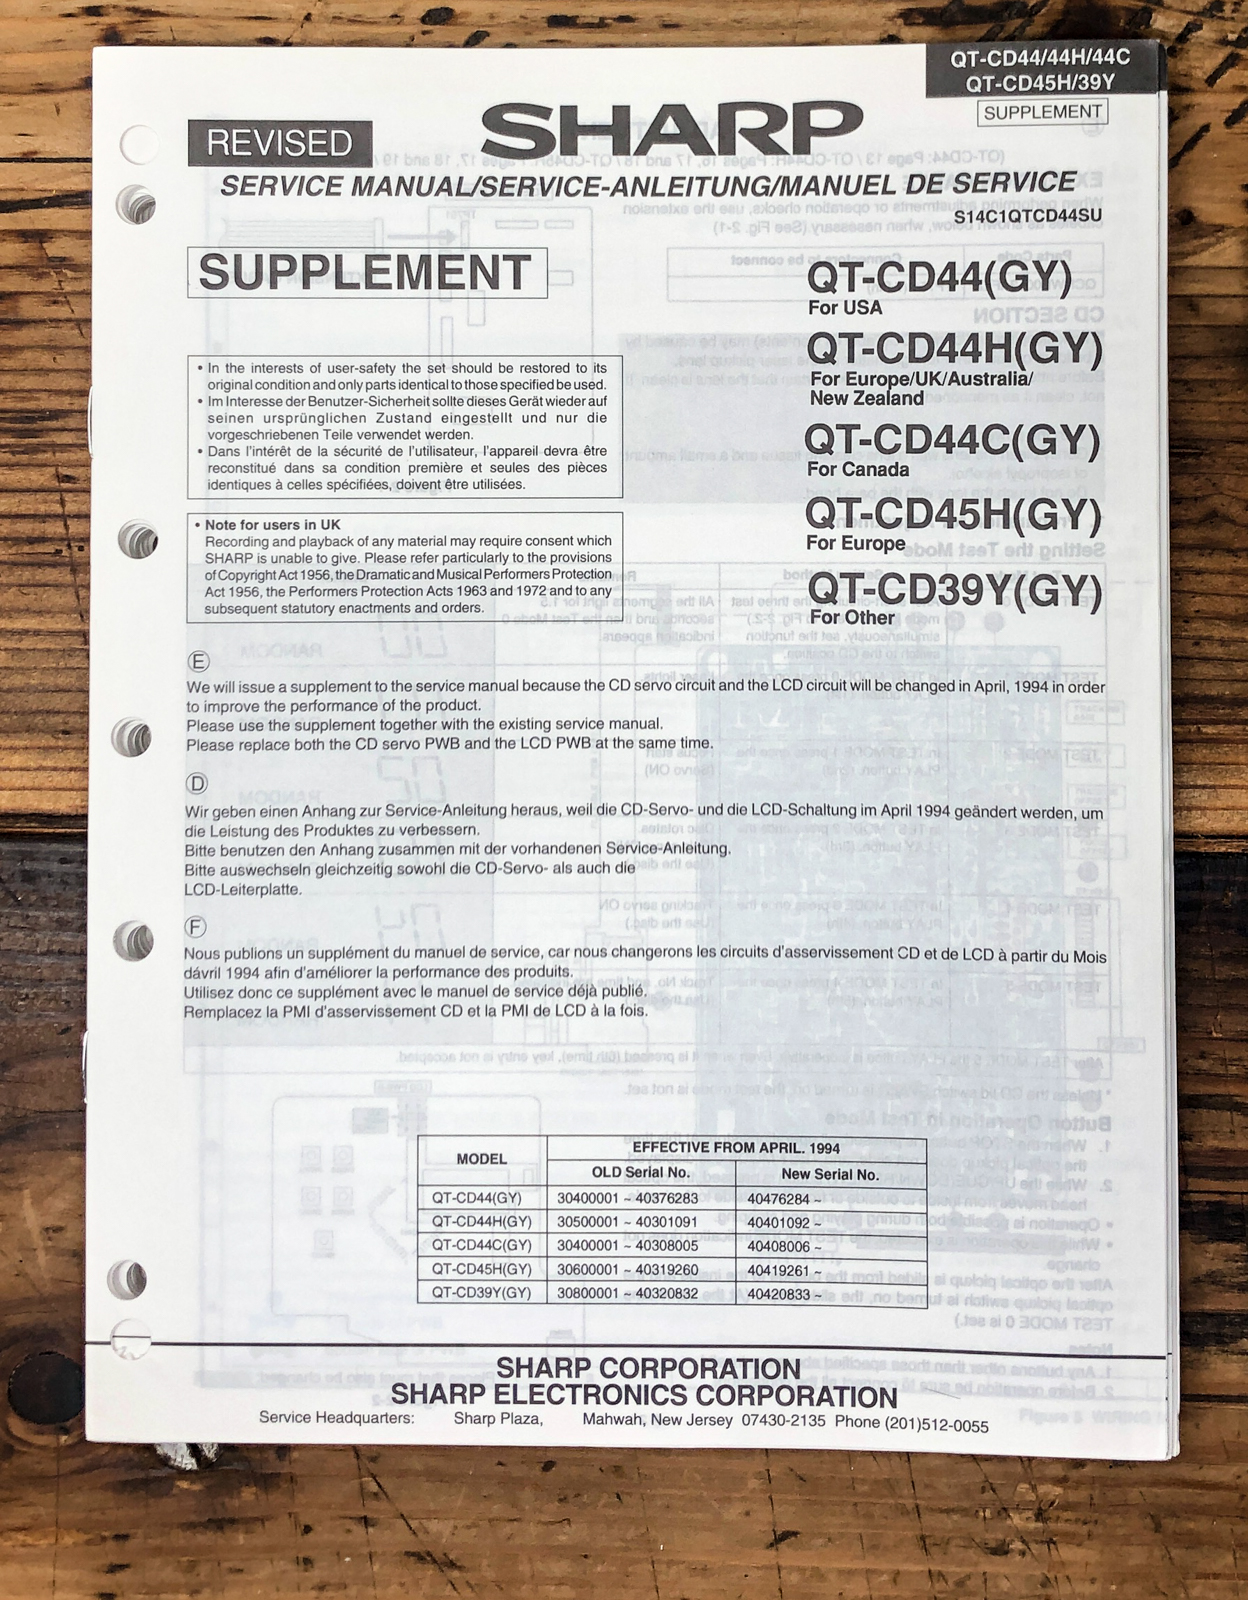 QT-CD44/44H/44C
QT-CD45H/39Y
SUPPLEMENT
REVISED
SHARP
SERVICE MANUAL/SERVICE-ANLEITUNG/MANUEL DE SERVICE
S14C1QTCD44SU
SUPPLEMENT
QT-CD44(GY)
For USA
QT-CD44H(GY)
For Europe/UK/Australia/
New Zealand
QT-CD44C(GY)
For Canada
QT-CD45H(GY)
For Europe
QT-CD39Y(GY)
For Other
• In the interests of user-safety the set should be restored to its
original condition and only parts identical to those specified be used.
• Im Interesse der Benutzer-Sicherheit sollte dieses Gerät wieder auf
seinen ursprünglichen Zustand eingestellt und nur die
vorgeschriebenen Teile verwendet werden.
• Dans l'intérêt de la sécurité de l'utilisateur, l'appareil devra être
reconstitué dans sa condition première et seules des pièces
identiques à celles spécifiées, doivent être utilisées.
• Note for users in UK
Recording and playback of any material may require consent which
SHARP is unable to give. Please refer particularly to the provisions
of Copyright Act 1956, the Dramatic and Musical Performers Protection
Act 1956, the Performers Protection Acts 1963 and 1972 and to any
subsequent statutory enactments and orders.
Ⓔ
We will issue a supplement to the service manual because the CD servo circuit and the LCD circuit will be changed in April, 1994 in order
to improve the performance of the product.
Please use the supplement together with the existing service manual.
Please replace both the CD servo PWB and the LCD PWB at the same time.
Ⓓ
Wir geben einen Anhang zur Service-Anleitung heraus, weil die CD-Servo- und die LCD-Schaltung im April 1994 geändert werden, um
die Leistung des Produktes zu verbessern.
Bitte benutzen den Anhang zusammen mit der vorhandenen Service-Anleitung.
Bitte auswechseln gleichzeitig sowohl die CD-Servo- als auch die
LCD-Leiterplatte.
Ⓕ
Nous publions un supplément du manuel de service, car nous changerons les circuits d'asservissement CD et de LCD à partir du Mois
dávril 1994 afin d'améliorer la performance des produits.
Utilisez donc ce supplément avec le manuel de service déjà publié.
Remplacez la PMI d'asservissement CD et la PMI de LCD à la fois.
MODEL EFFECTIVE FROM APRIL. 1994
OLD Serial No. New Serial No.
QT-CD44(GY) 30400001 ~ 40376283 40476284 ~
QT-CD44H(GY) 30500001 ~ 40301091 40401092 ~
QT-CD44C(GY) 30400001 ~ 40308005 40408006 ~
QT-CD45H(GY) 30600001 ~ 40319260 40419261 ~
QT-CD39Y(GY) 30800001 ~ 40320832 40420833 ~
SHARP CORPORATION
SHARP ELECTRONICS CORPORATION
Service Headquarters: Sharp Plaza, Mahwah, New Jersey 07430-2135 Phone (201)512-0055